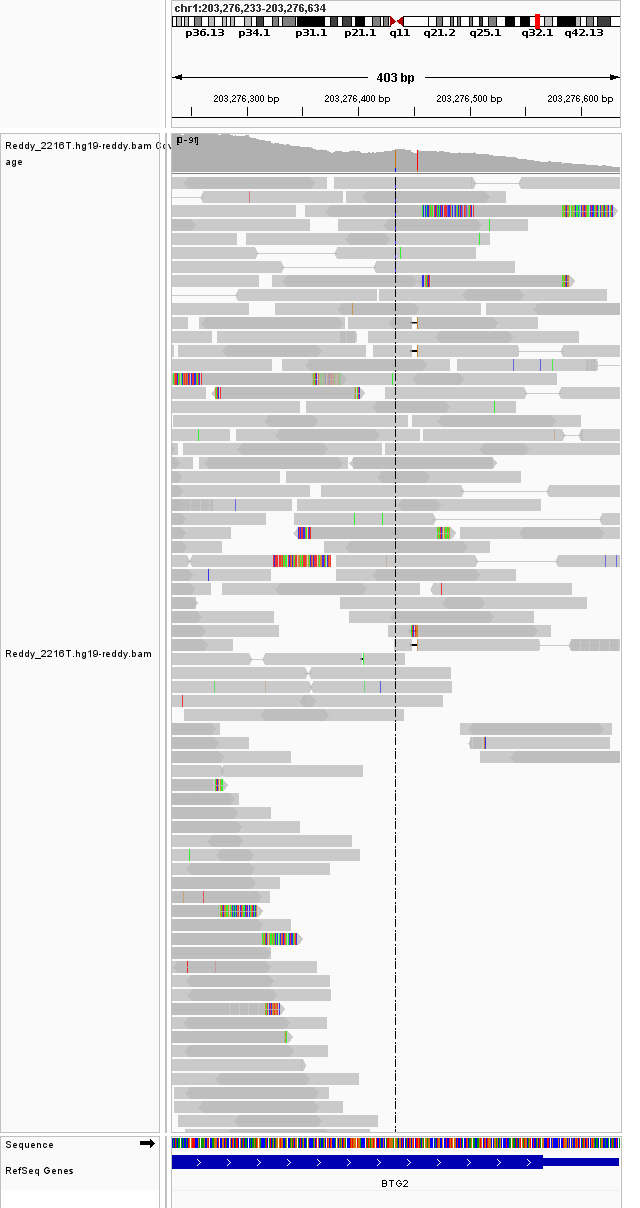 chr1:203,276,233-203,276,634
p36.13 p34.1 p31.1 p21.1 q11 q21.2 q25.1 q32.1 q42.13
403 bp
203,276,300 bp 203,276,400 bp 203,276,500 bp 203,276,600 bp
Reddy_2216T.hg19-reddy.bam Cov
age
[0-91]
Reddy_2216T.hg19-reddy.bam
Sequence
RefSeq Genes
BTG2